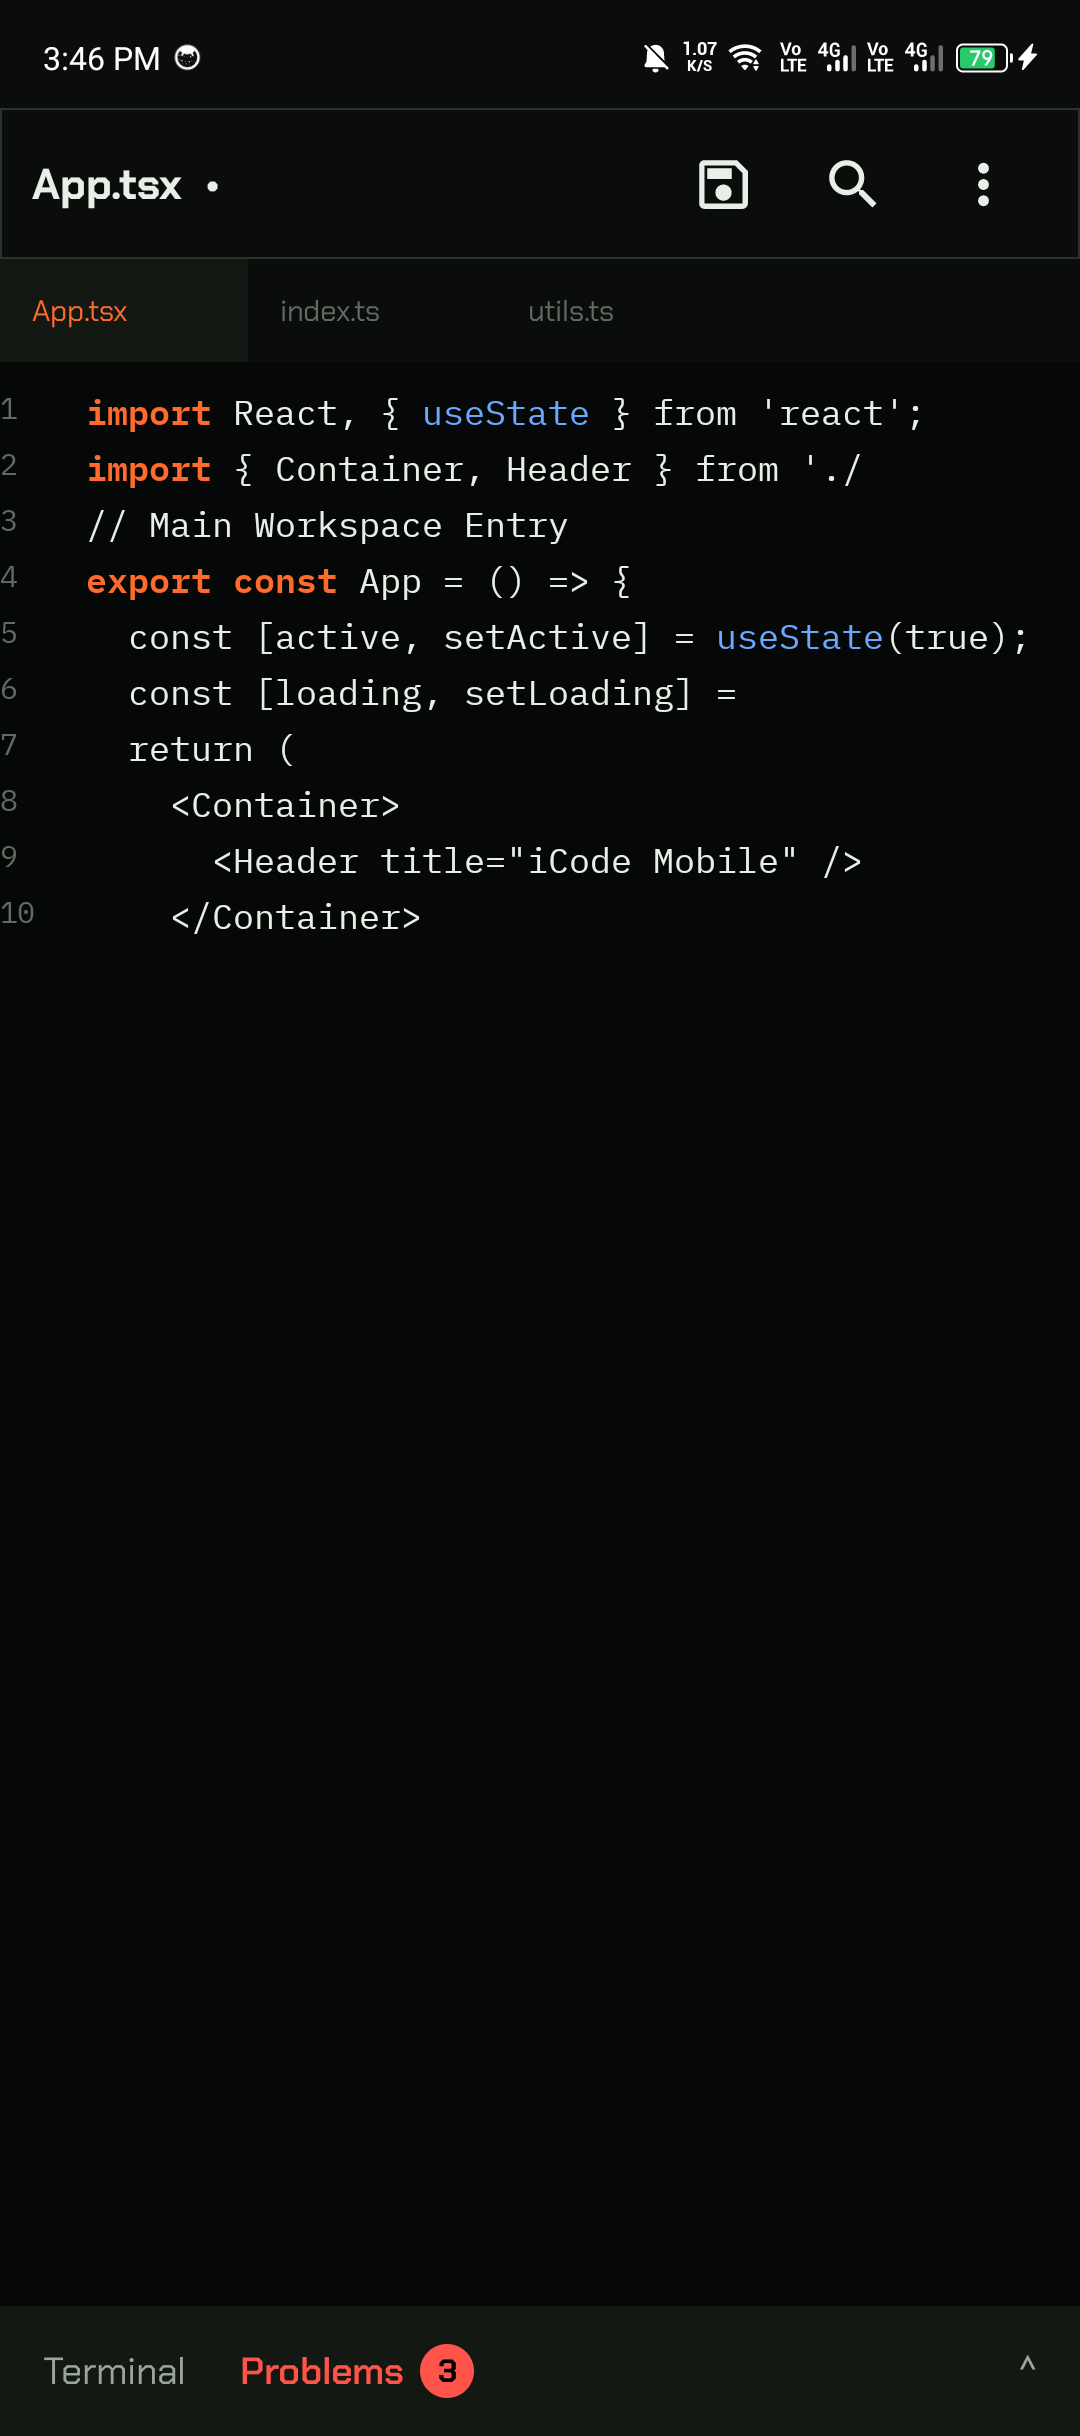 3:46 PM
1.07 K/S Vo LTE 4G Vo LTE 4G 79
App.tsx •
App.tsx index.ts utils.ts
1 import React, { useState } from 'react';
2 import { Container, Header } from './
3 // Main Workspace Entry
4 export const App = () => {
5   const [active, setActive] = useState(true);
6   const [loading, setLoading] =
7   return (
8     <Container>
9       <Header title="iCode Mobile" />
10     </Container>
Terminal Problems 3 ^